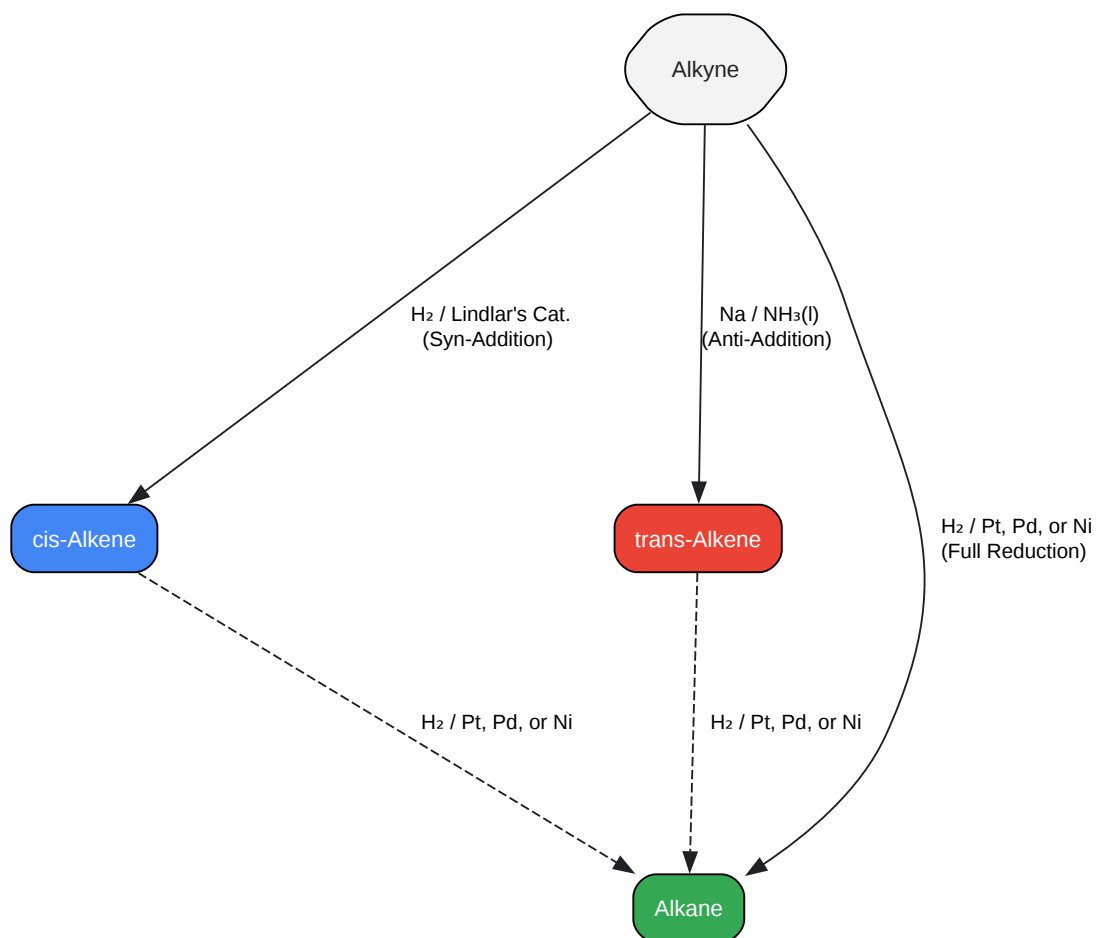 Alkyne
H₂ / Lindlar's Cat.
(Syn-Addition)
Na / NH₃(l)
(Anti-Addition)
H₂ / Pt, Pd, or Ni
(Full Reduction)
cis-Alkene
trans-Alkene
H₂ / Pt, Pd, or Ni
H₂ / Pt, Pd, or Ni
Alkane